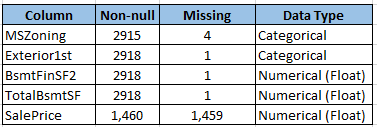 Column Non-null Missing Data Type
MSZoning 2915 4 Categorical
Exterior1st 2918 1 Categorical
BsmtFinSF2 2918 1 Numerical (Float)
TotalBsmtSF 2918 1 Numerical (Float)
SalePrice 1,460 1,459 Numerical (Float)